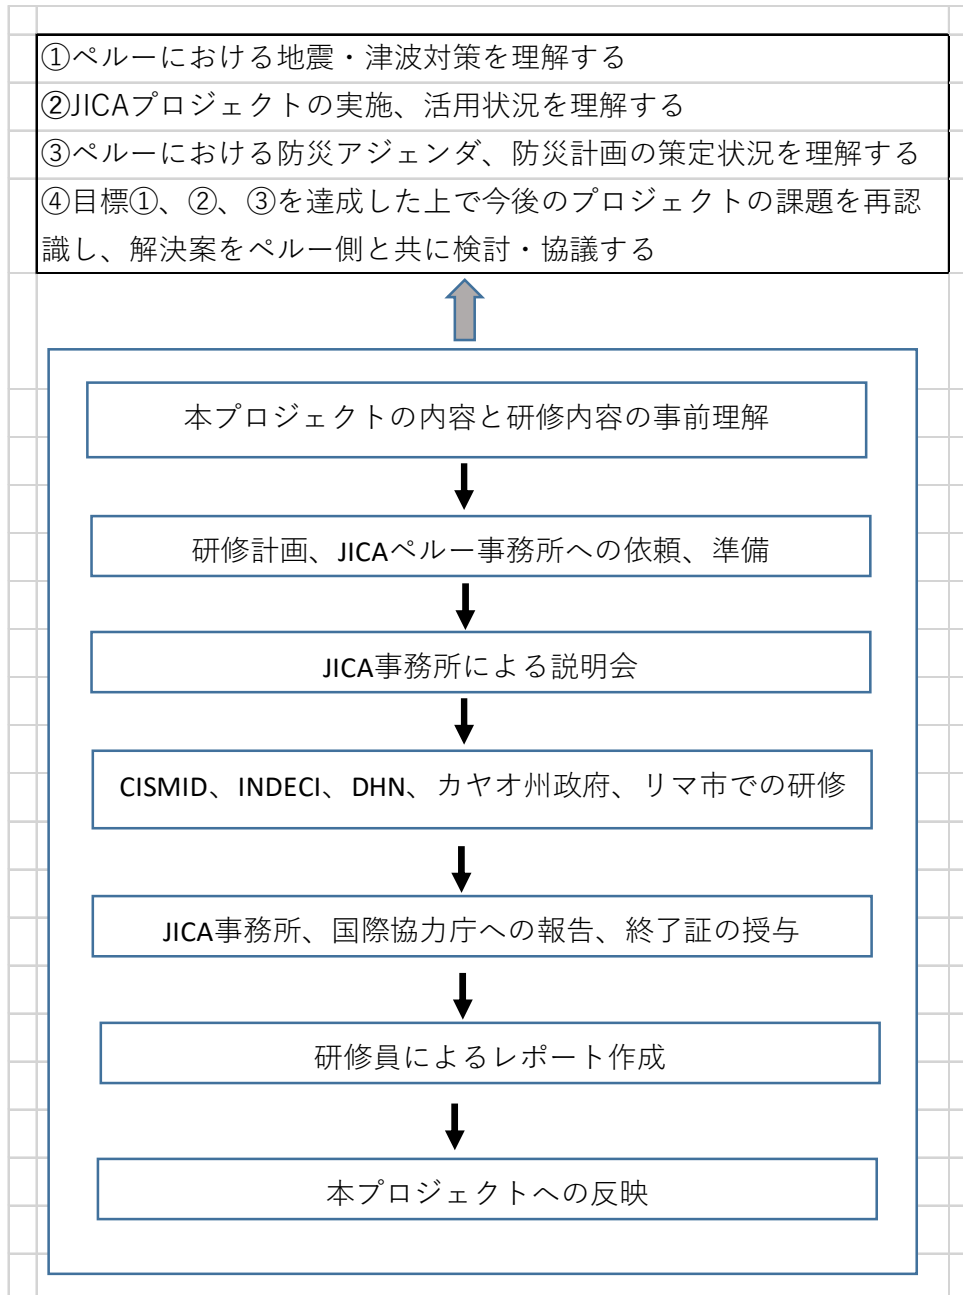 ①ペルーにおける地震・津波対策を理解する
②JICAプロジェクトの実施、活用状況を理解する
③ペルーにおける防災アジェンダ、防災計画の策定状況を理解する
④目標①、②、③を達成した上で今後のプロジェクトの課題を再認
識し、解決案をペルー側と共に検討・協議する
本プロジェクトの内容と研修内容の事前理解
研修計画、JICAペルー事務所への依頼、準備
JICA事務所による説明会
CISMID、INDECI、DHN、カヤオ州政府、リマ市での研修
JICA事務所、国際協力庁への報告、終了証の授与
研修員によるレポート作成
本プロジェクトへの反映